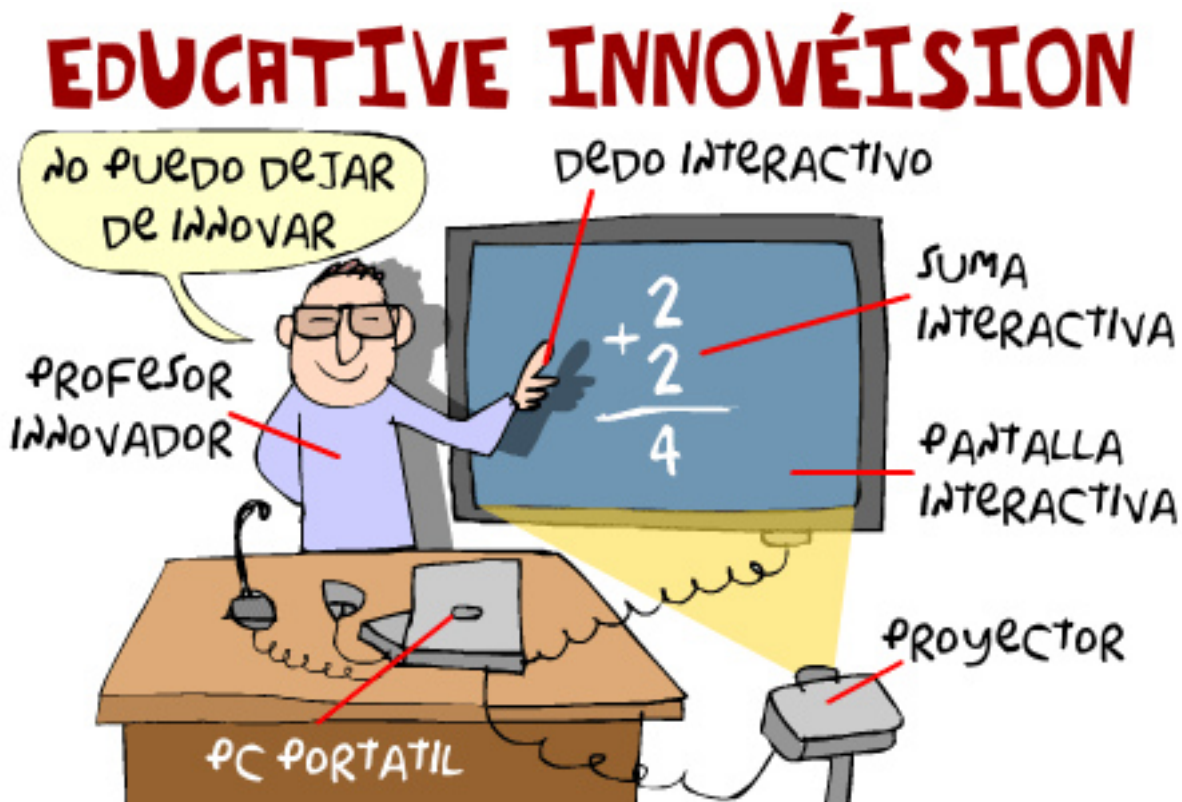 EDUCATIVE INNOVÉISION
NO PUEDO DEJAR
DE INNOVAR
DEDO INTERACTIVO
SUMA
INTERACTIVA
2
+
2
4
PROFESOR
INNOVADOR
PANTALLA
INTERACTIVA
PROYECTOR
PC PORTATIL